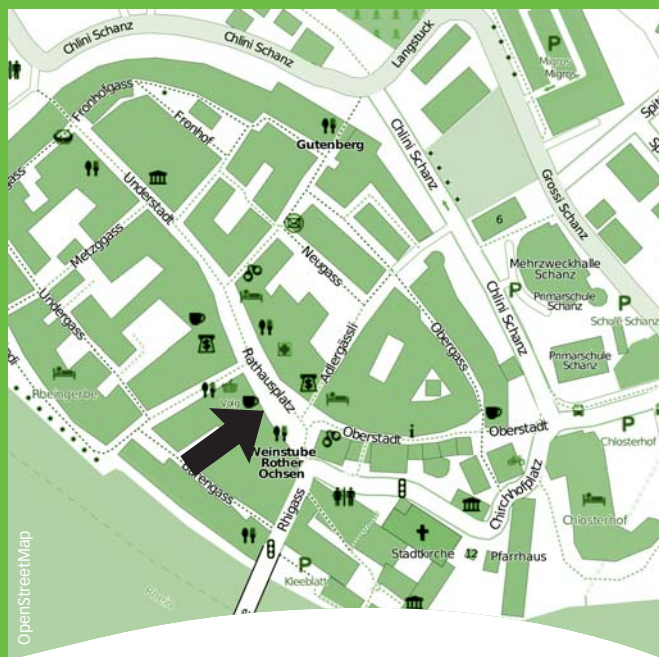 Chlini Schanz
Chlini Schanz
Langstuck
P
Migros
Migros
Fronhofgass
Fronhof
Gutenberg
Chlini Schanz
Grossi Schanz
Understadt
Metzggass
Neugass
6
Mehrzweckhalle
Schanz
P
Primarschule
Schanz
P
Undergass
Adlergässli
Obergass
Chlini Schanz
Primarschule
Schanz
Rheingerbe
Rathausplatz
Volg
Oberstadt
i
Oberstadt
P
Chlosterhof
Weinstube
Rother
Ochsen
Rhigass
Chirchhofplatz
Chlosterhof
Stadtkirche
12
Pfarrhaus
P
Kleeblatt
Rhein
OpenStreetMap